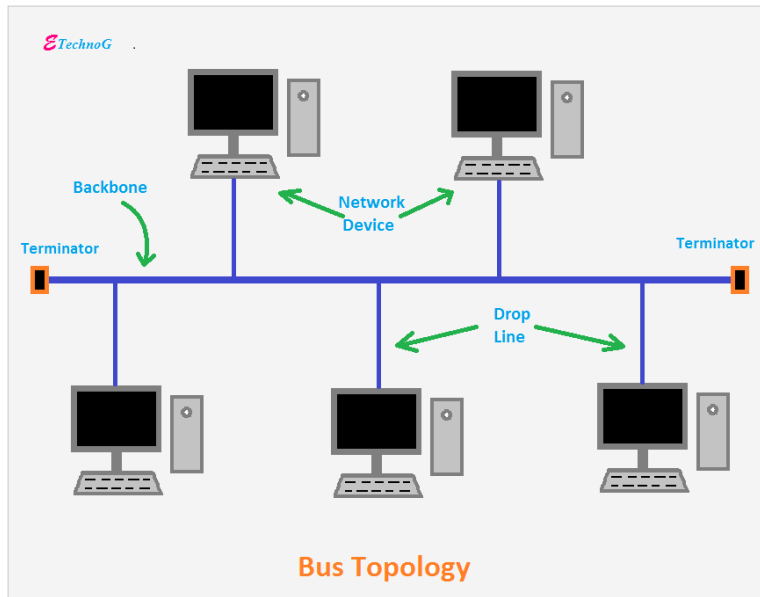 ETechnoG .
Backbone
Network
Device
Terminator
Terminator
Drop
Line
Bus Topology